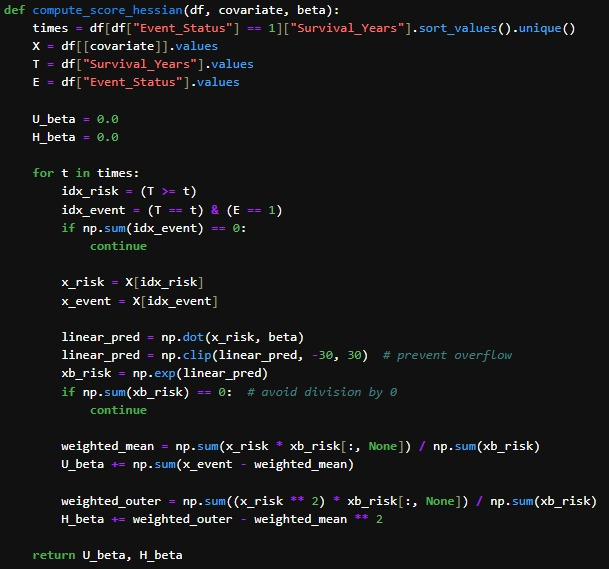 def compute_score_hessian(df, covariate, beta):
    times = df[df["Event_Status"] == 1]["Survival_Years"].sort_values().unique()
    X = df[[covariate]].values
    T = df["Survival_Years"].values
    E = df["Event_Status"].values

    U_beta = 0.0
    H_beta = 0.0

    for t in times:
        idx_risk = (T >= t)
        idx_event = (T == t) & (E == 1)
        if np.sum(idx_event) == 0:
            continue

        x_risk = X[idx_risk]
        x_event = X[idx_event]

        linear_pred = np.dot(x_risk, beta)
        linear_pred = np.clip(linear_pred, -30, 30)  # prevent overflow
        xb_risk = np.exp(linear_pred)
        if np.sum(xb_risk) == 0:  # avoid division by 0
            continue

        weighted_mean = np.sum(x_risk * xb_risk[:, None]) / np.sum(xb_risk)
        U_beta += np.sum(x_event - weighted_mean)

        weighted_outer = np.sum((x_risk ** 2) * xb_risk[:, None]) / np.sum(xb_risk)
        H_beta += weighted_outer - weighted_mean ** 2

    return U_beta, H_beta